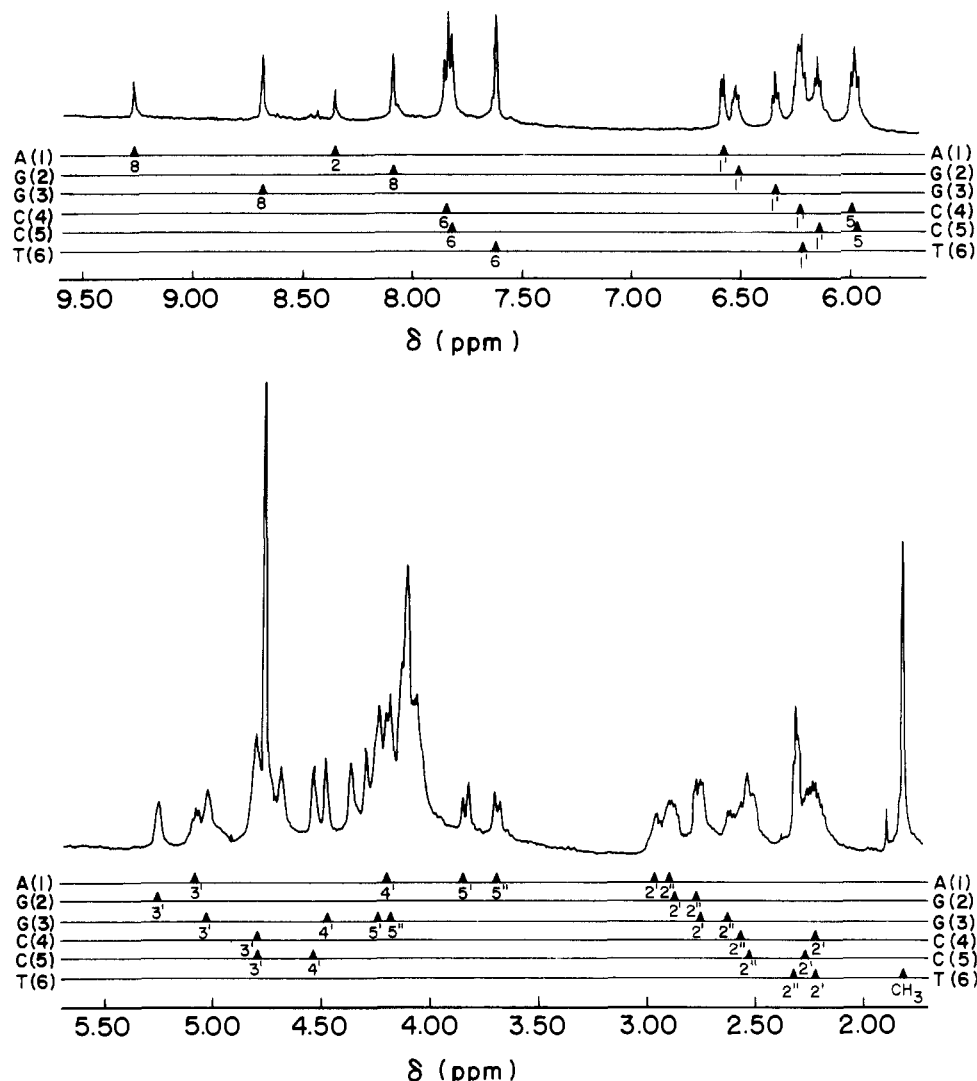 A(1) 8 2 1' A(1)
G(2) 8 1' G(2)
G(3) 8 1' G(3)
C(4) 6 1' 5 C(4)
C(5) 6 1' 5 C(5)
T(6) 6 1' T(6)
9.50 9.00 8.50 8.00 7.50 7.00 6.50 6.00
δ (ppm)
A(1) 3' 4' 5' 5" 2' 2" A(1)
G(2) 3' 2' 2" G(2)
G(3) 3' 4' 5' 5" 2' 2" G(3)
C(4) 3' 2" 2' C(4)
C(5) 3' 4' 2" 2' C(5)
T(6) 2" 2' CH3 T(6)
5.50 5.00 4.50 4.00 3.00 2.50 2.00
δ (ppm)